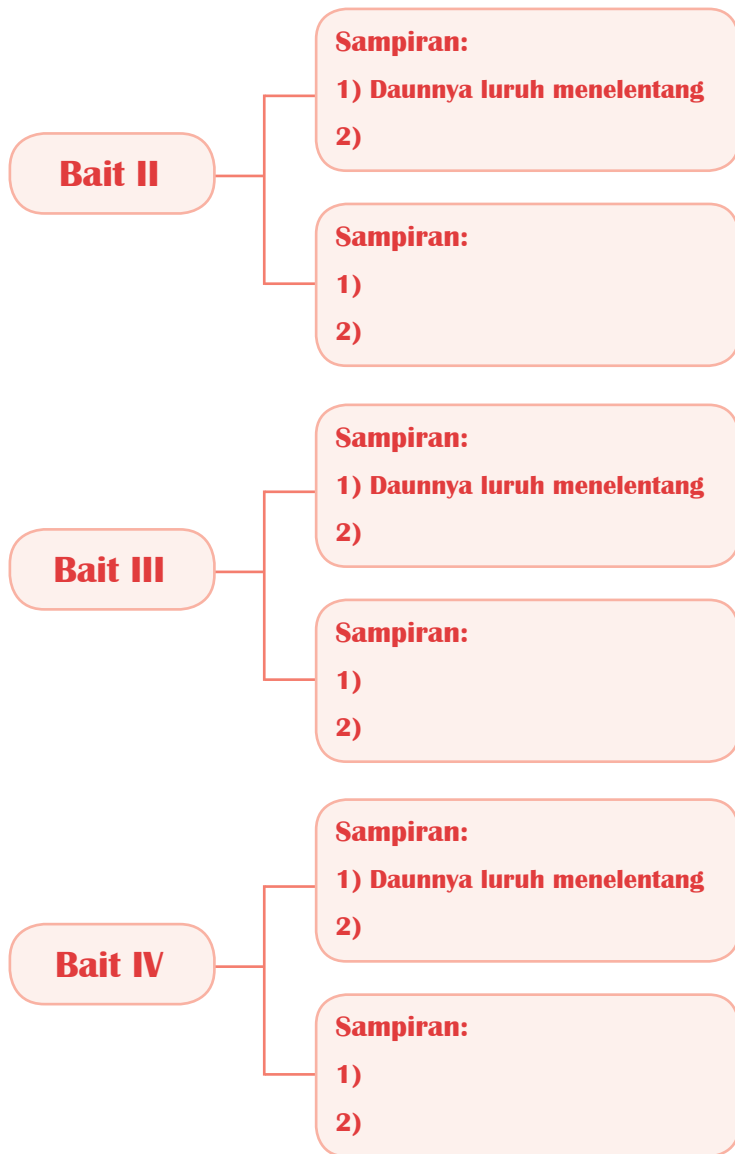 Bait II
Sampiran:
1) Daunnya luruh menelentang
2)
Sampiran:
1)
2)
Bait III
Sampiran:
1) Daunnya luruh menelentang
2)
Sampiran:
1)
2)
Bait IV
Sampiran:
1) Daunnya luruh menelentang
2)
Sampiran:
1)
2)